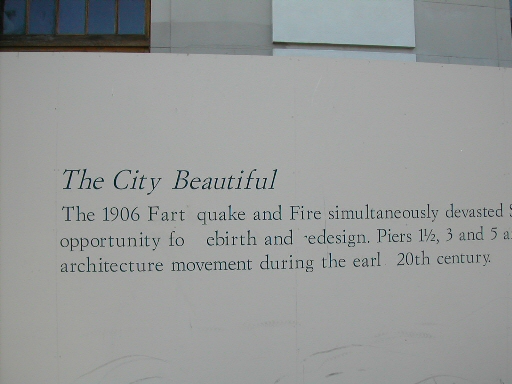 The City Beautiful
The 1906 Fart quake and Fire simultaneously devasted S
opportunity fo ebirth and edesign. Piers 1½, 3 and 5 a
architecture movement during the earl 20th century.